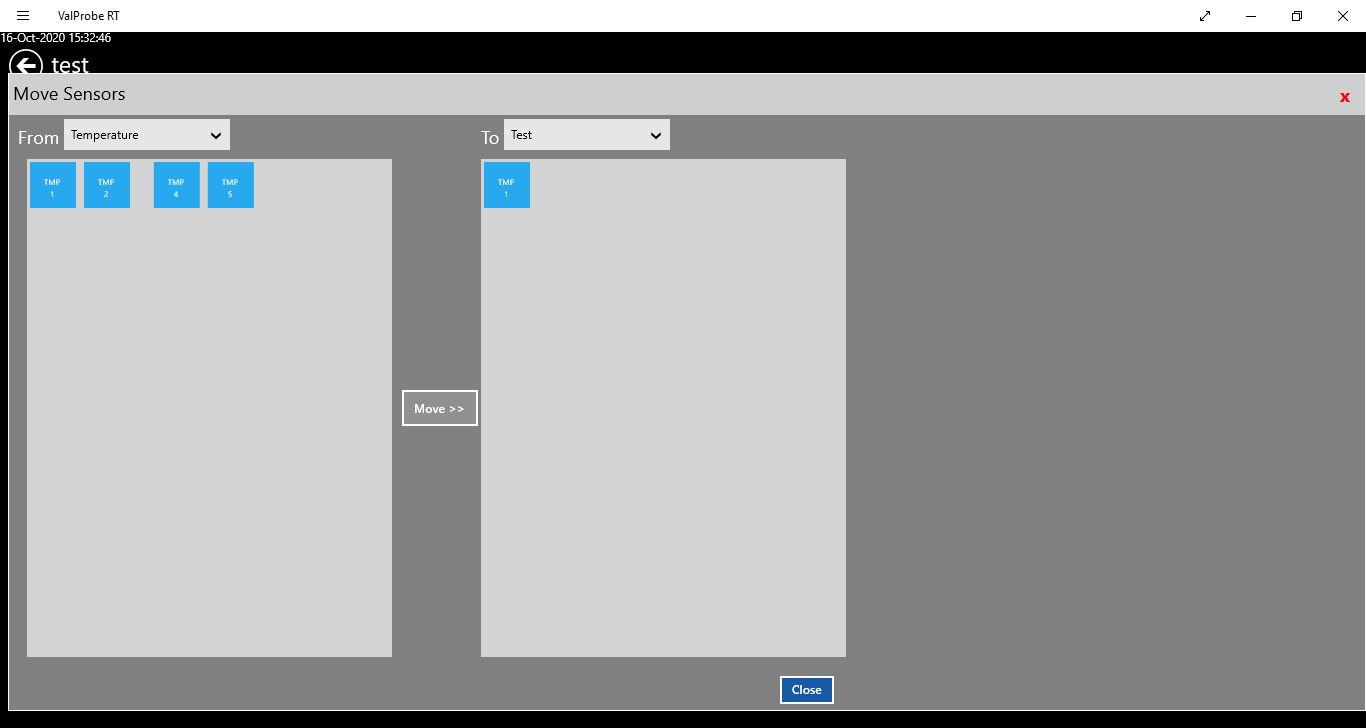 ValProbe RT
16-Oct-2020 15:32:46
test
Move Sensors
x
From Temperature
To Test
TMP 1
TMP 2
TMP 4
TMP 5
TMP 1
Move >>
Close